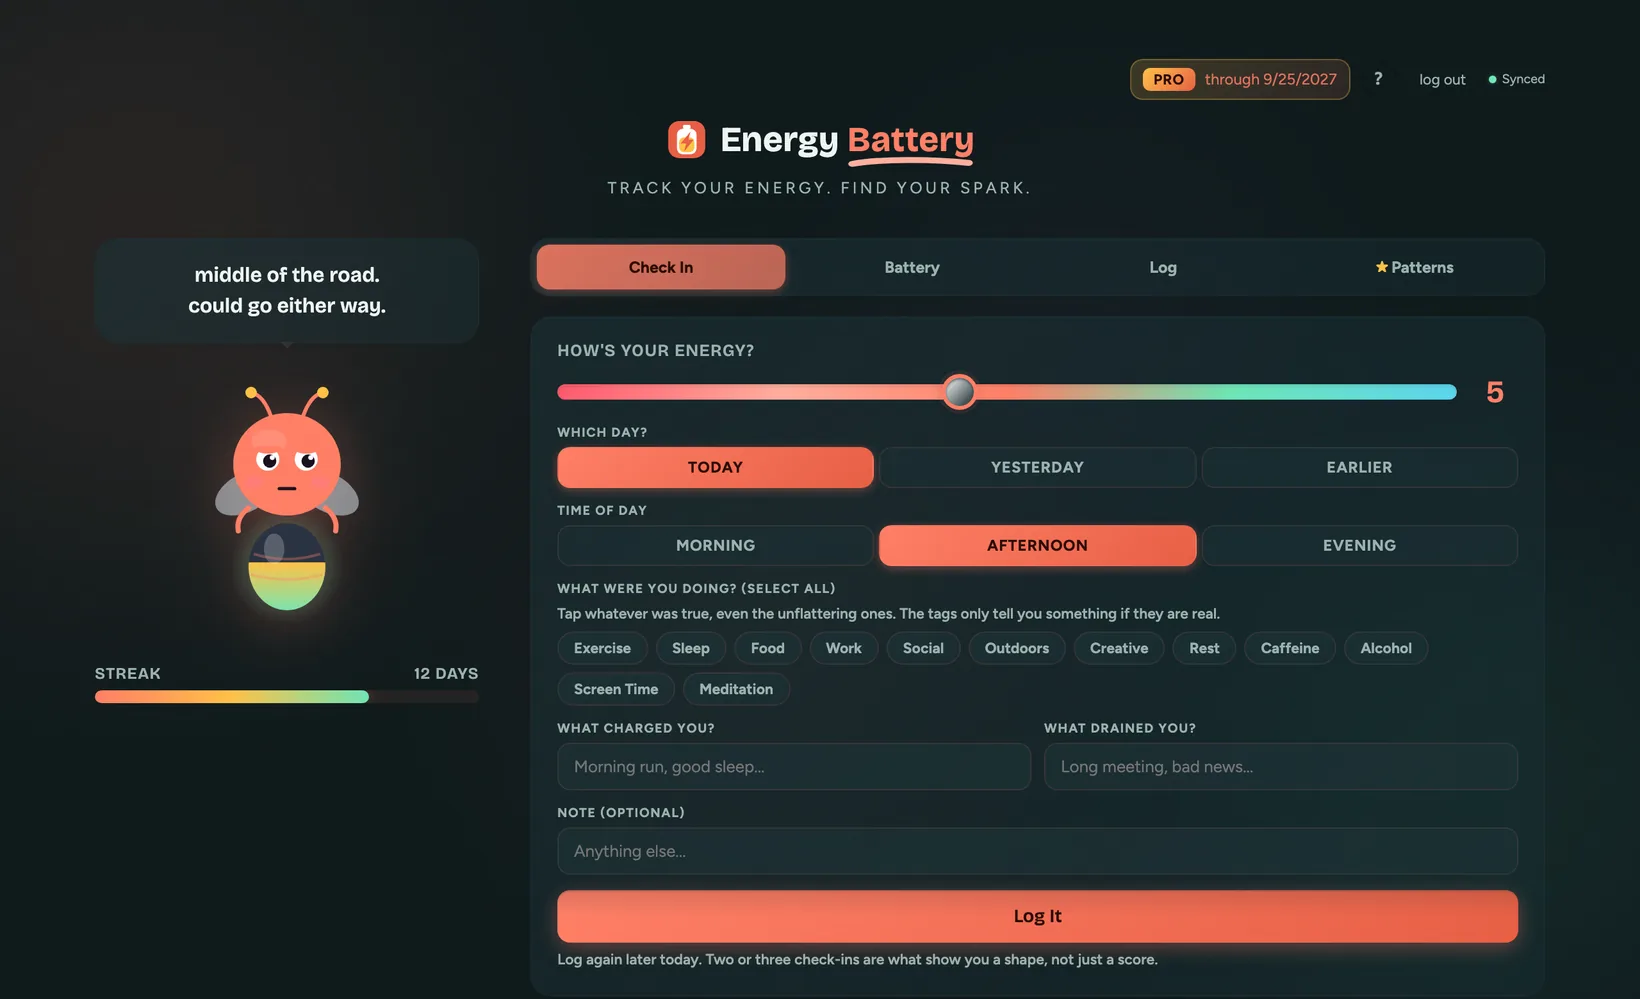 PRO through 9/25/2027
?
log out
Synced
Energy Battery
TRACK YOUR ENERGY. FIND YOUR SPARK.
middle of the road.
could go either way.
STREAK 12 DAYS
Check In Battery Log Patterns
HOW'S YOUR ENERGY?
5
WHICH DAY?
TODAY YESTERDAY EARLIER
TIME OF DAY
MORNING AFTERNOON EVENING
WHAT WERE YOU DOING? (SELECT ALL)
Tap whatever was true, even the unflattering ones. The tags only tell you something if they are real.
Exercise Sleep Food Work Social Outdoors Creative Rest Caffeine Alcohol
Screen Time Meditation
WHAT CHARGED YOU? WHAT DRAINED YOU?
Morning run, good sleep... Long meeting, bad news...
NOTE (OPTIONAL)
Anything else...
Log It
Log again later today. Two or three check-ins are what show you a shape, not just a score.